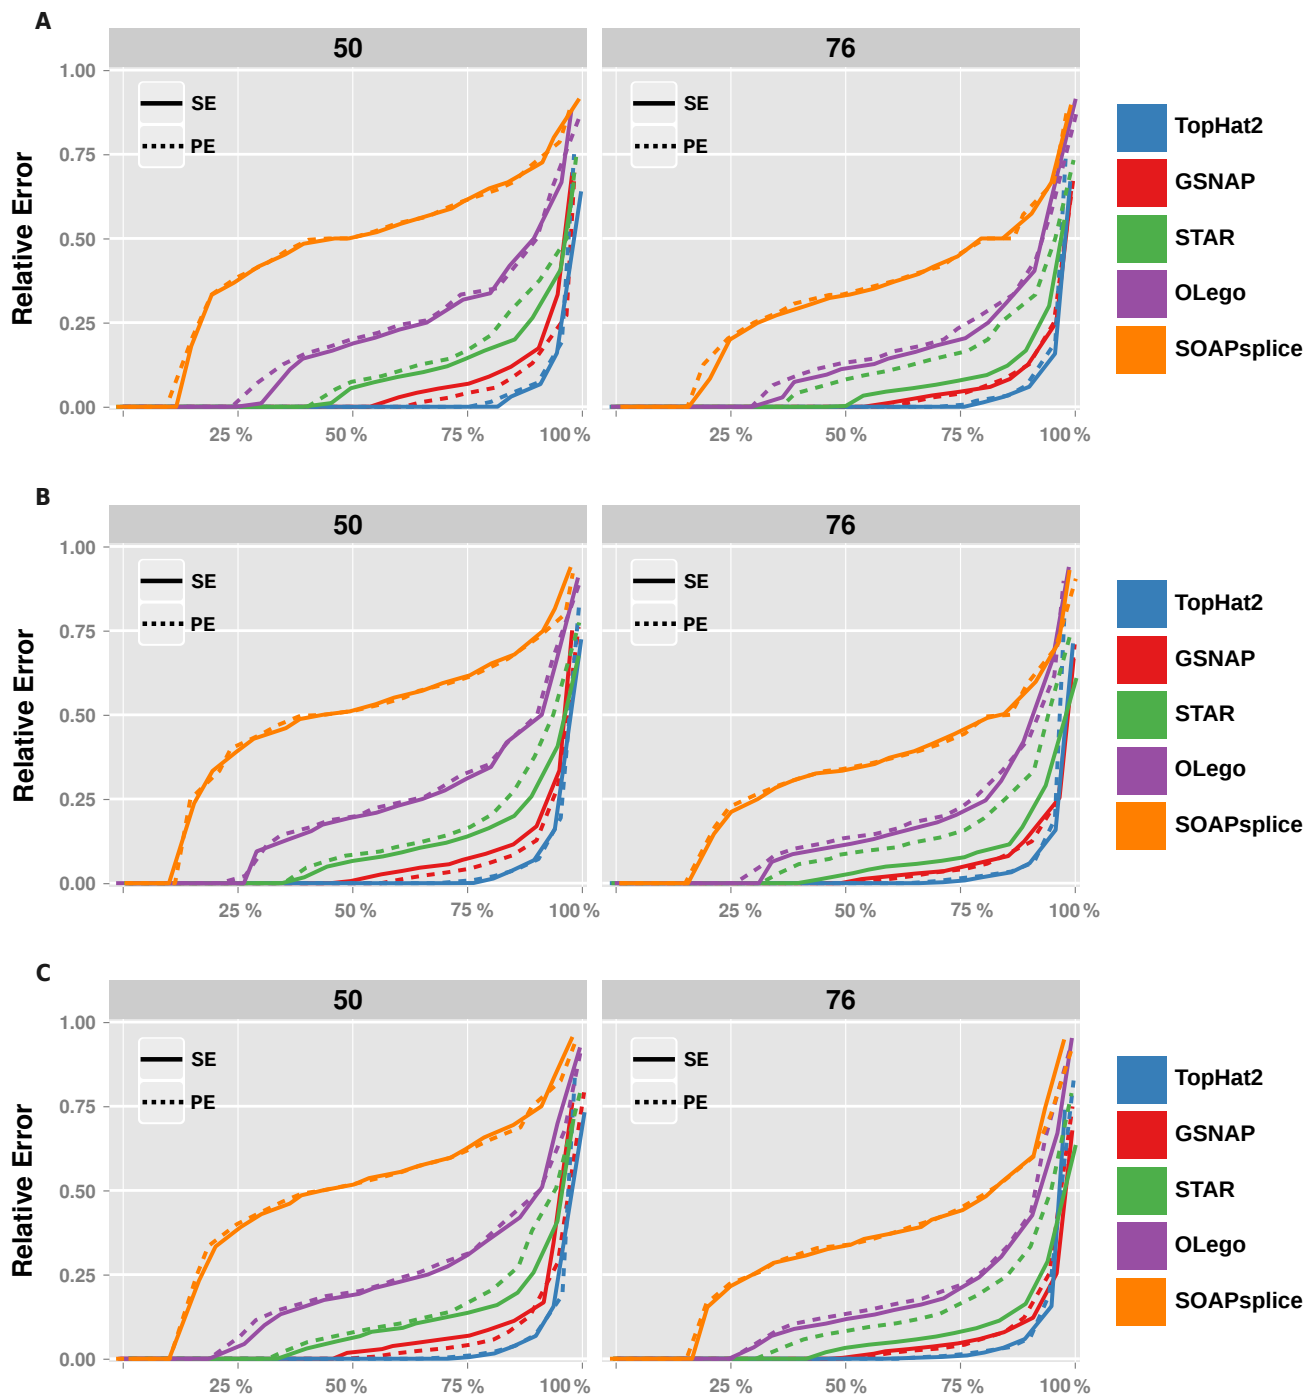 A
50
76
1.00
0.75
0.50
0.25
0.00
Relative Error
SE
PE
SE
PE
25 %
50 %
75 %
100 %
25 %
50 %
75 %
100 %
TopHat2
GSNAP
STAR
OLego
SOAPsplice
B
50
76
1.00
0.75
0.50
0.25
0.00
Relative Error
SE
PE
SE
PE
25 %
50 %
75 %
100 %
25 %
50 %
75 %
100 %
TopHat2
GSNAP
STAR
OLego
SOAPsplice
C
50
76
1.00
0.75
0.50
0.25
0.00
Relative Error
SE
PE
SE
PE
25 %
50 %
75 %
100 %
25 %
50 %
75 %
100 %
TopHat2
GSNAP
STAR
OLego
SOAPsplice